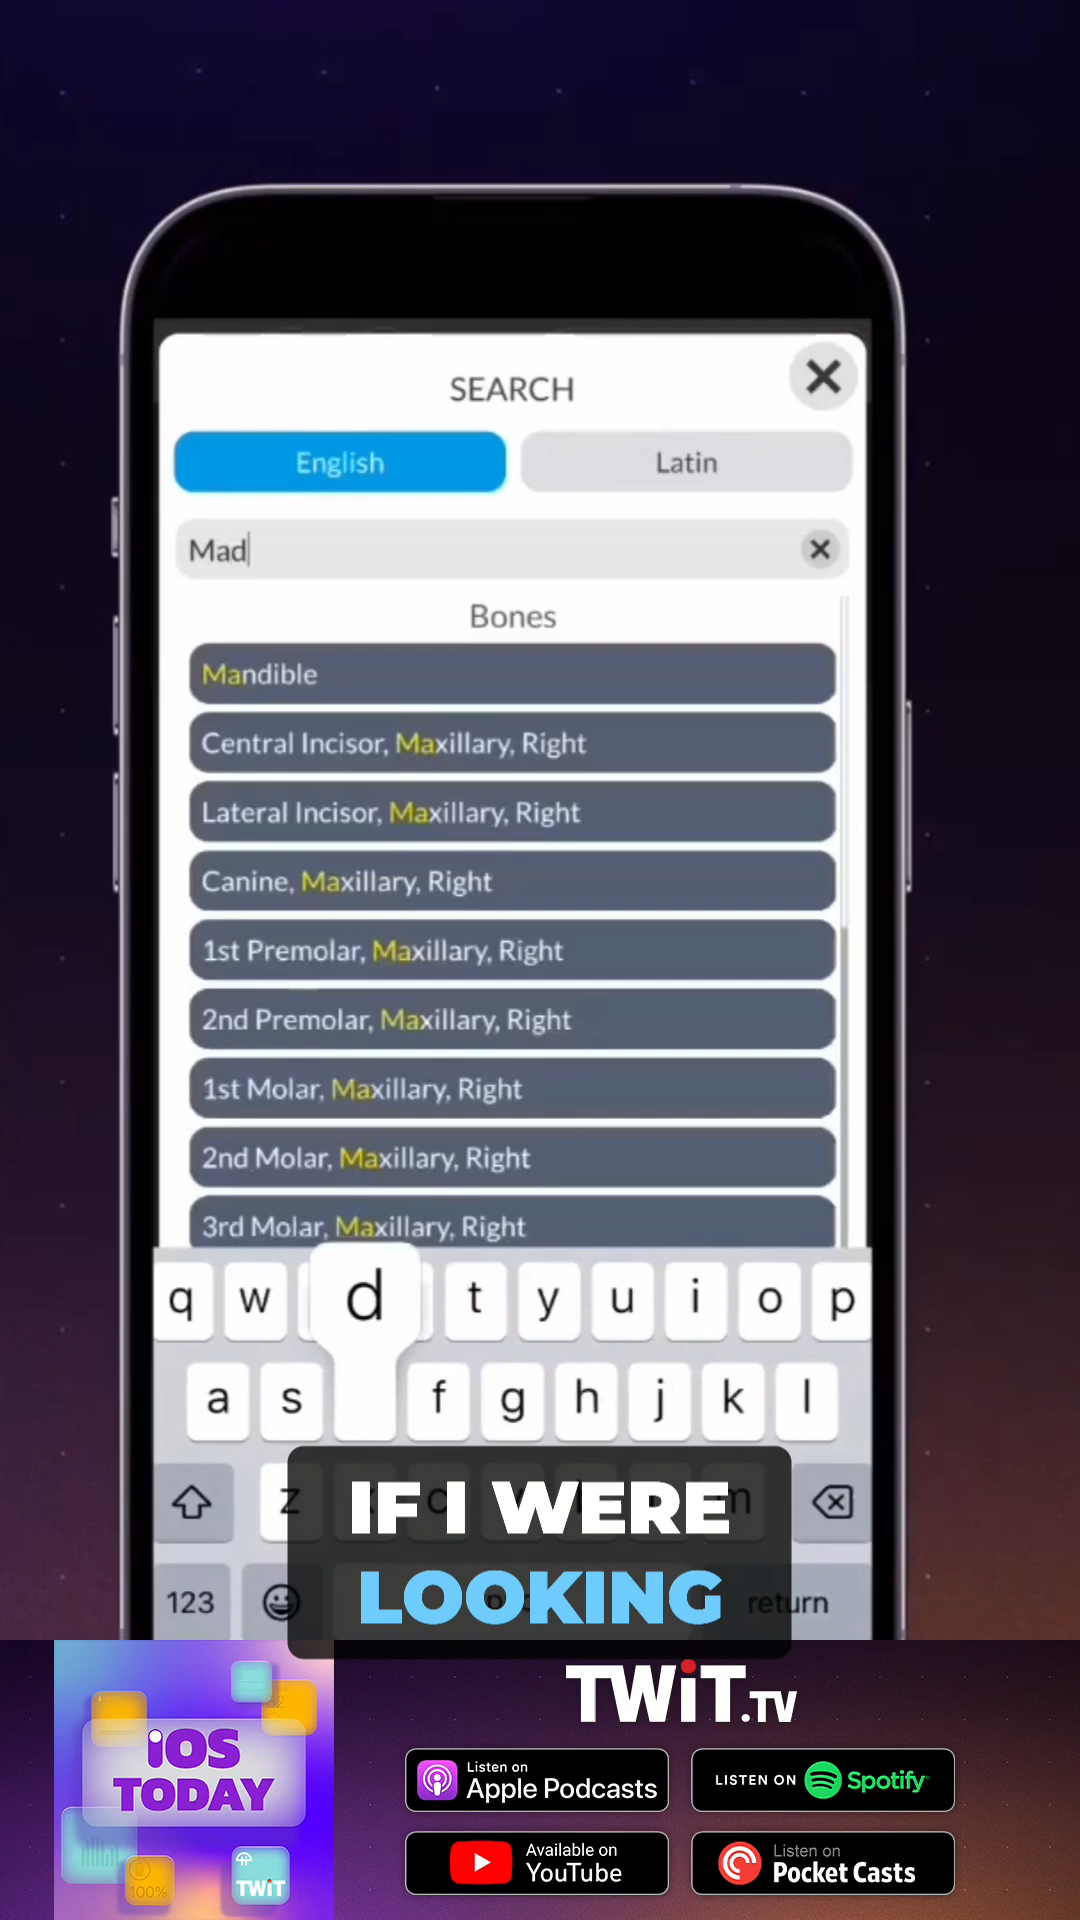 SEARCH
English
Latin
Mad
Bones
Mandible
Central Incisor, Maxillary, Right
Lateral Incisor, Maxillary, Right
Canine, Maxillary, Right
1st Premolar, Maxillary, Right
2nd Premolar, Maxillary, Right
1st Molar, Maxillary, Right
2nd Molar, Maxillary, Right
3rd Molar, Maxillary, Right
q w d t y u i o p
a s f g h j k l
z m
IF I WERE
LOOKING
123 return
iOS
TODAY
100%
TWiT
TWiT.TV
Listen on
Apple Podcasts
LISTEN ON Spotify
Available on
YouTube
Listen on
Pocket Casts